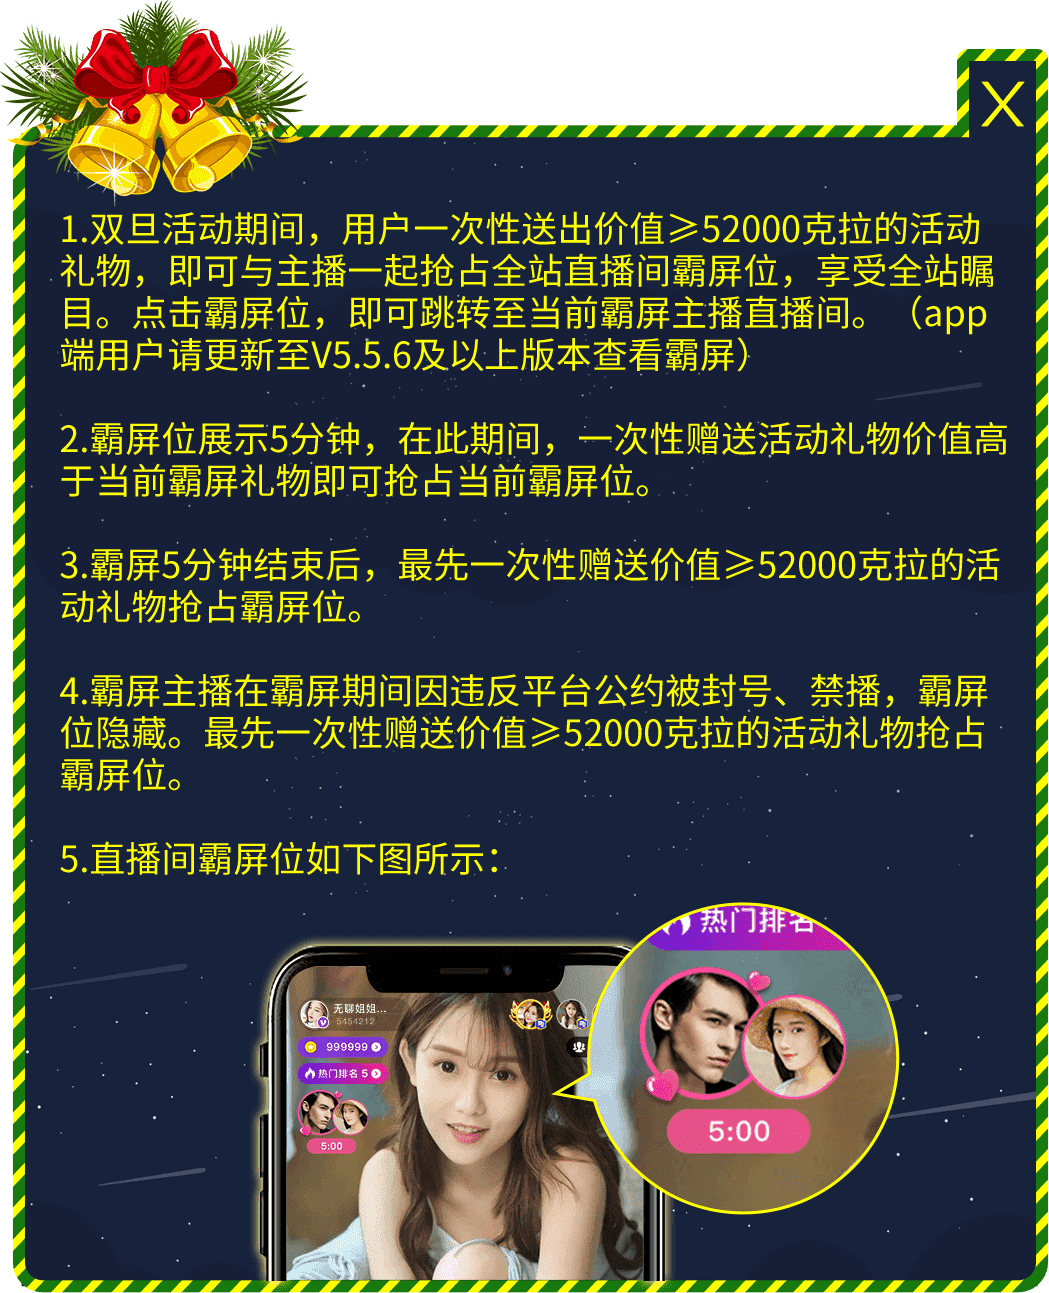 X
1.双旦活动期间，用户一次性送出价值≥52000克拉的活动
礼物，即可与主播一起抢占全站直播间霸屏位，享受全站瞩
目。点击霸屏位，即可跳转至当前霸屏主播直播间。（app
端用户请更新至V5.5.6及以上版本查看霸屏）
2.霸屏位展示5分钟，在此期间，一次性赠送活动礼物价值高
于当前霸屏礼物即可抢占当前霸屏位。
3.霸屏5分钟结束后，最先一次性赠送价值≥52000克拉的活
动礼物抢占霸屏位。
4.霸屏主播在霸屏期间因违反平台公约被封号、禁播，霸屏
位隐藏。最先一次性赠送价值≥52000克拉的活动礼物抢占
霸屏位。
5.直播间霸屏位如下图所示：
无聊姐姐...
5454212
999999
热门排名 5
5:00
热门排名
5:00